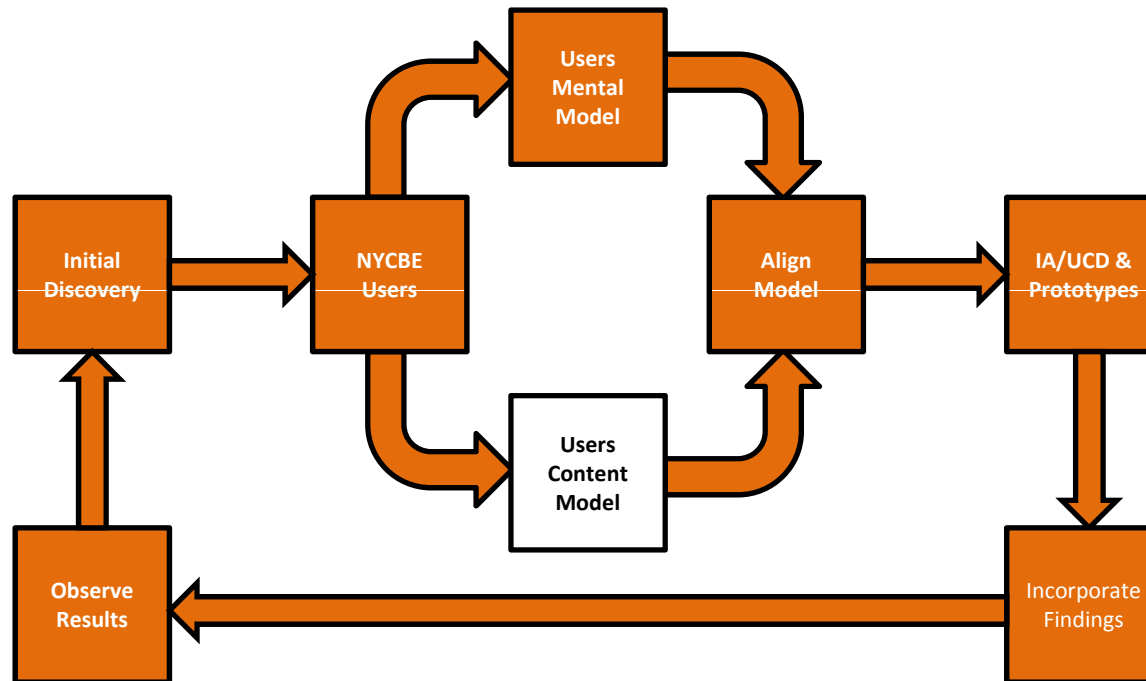 Users
Mental
Model
Initial
Discovery
NYCBE
Users
Align
Model
IA/UCD &
Prototypes
Users
Content
Model
Observe
Results
Incorporate
Findings